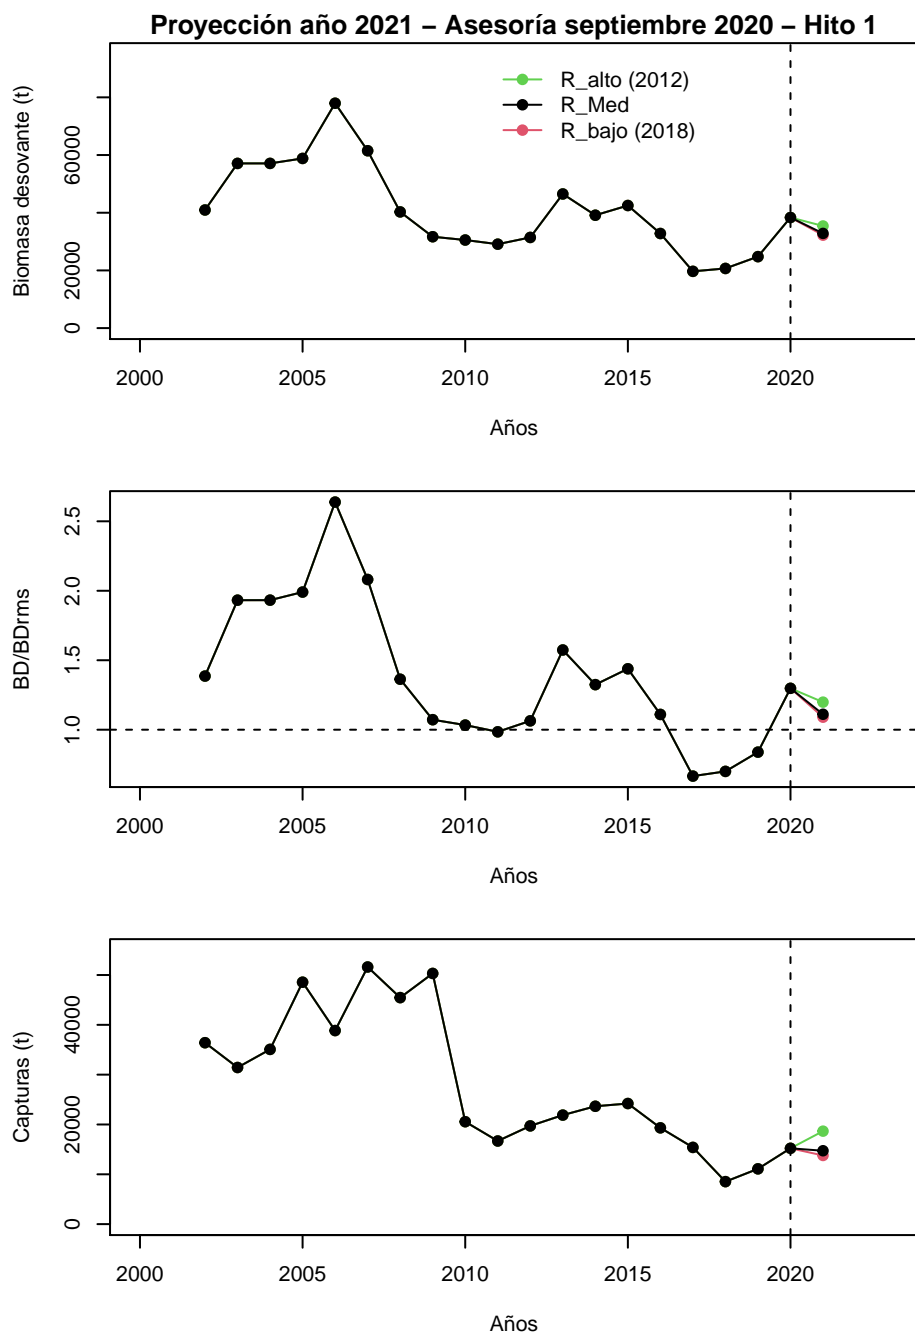 Proyección año 2021 – Asesoría septiembre 2020 – Hito 1
Biomasa desovante (t)
0
20000
60000
R_alto (2012)
R_Med
R_bajo (2018)
2000
2005
2010
2015
2020
Años
BD/BDrms
1.0
1.5
2.0
2.5
2000
2005
2010
2015
2020
Años
Capturas (t)
0
20000
40000
2000
2005
2010
2015
2020
Años